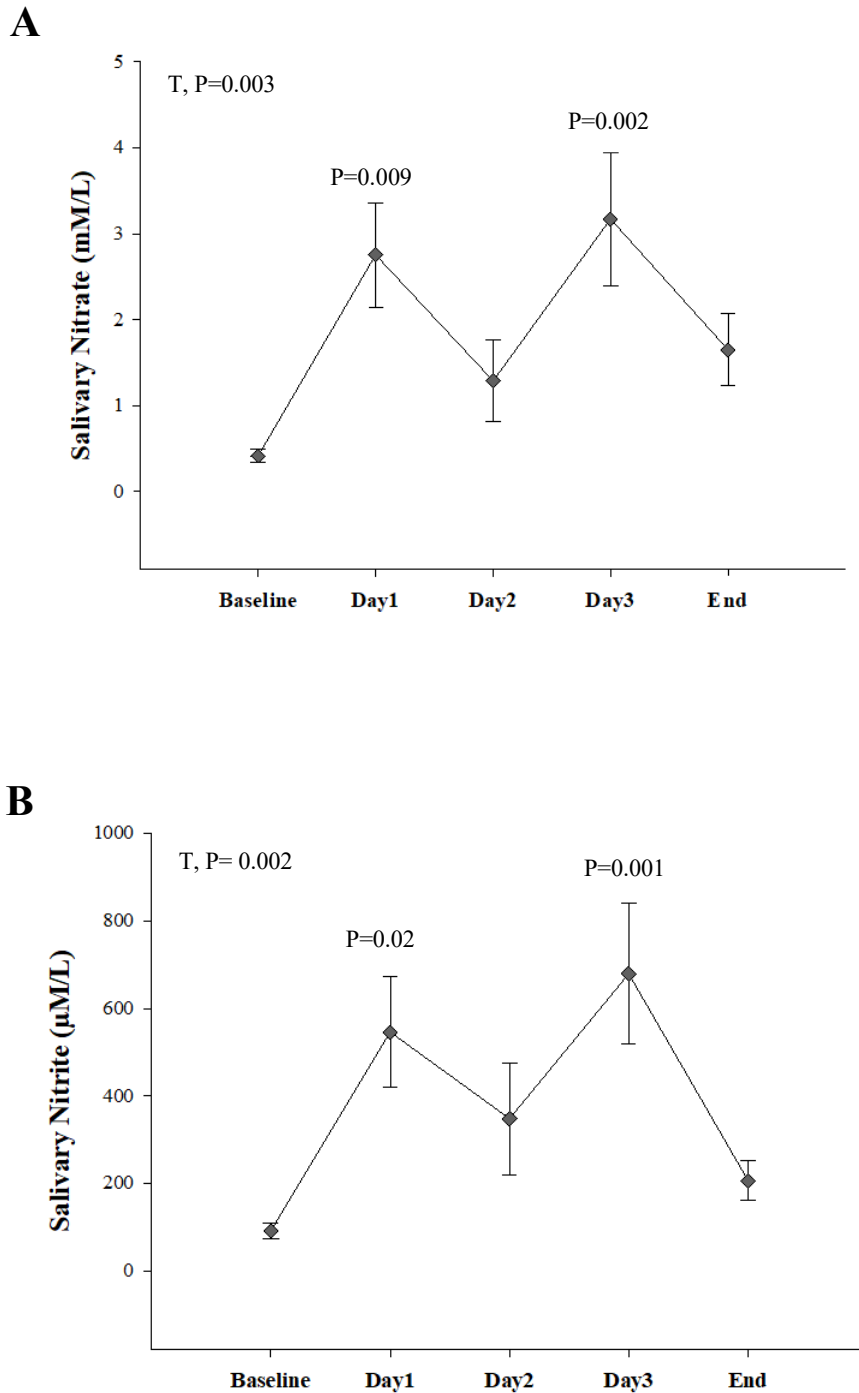 A
T, P=0.003
P=0.002
P=0.009
Salivary Nitrate (mM/L)
5
4
3
2
1
0
Baseline
Day1
Day2
Day3
End
B
T, P= 0.002
P=0.001
P=0.02
Salivary Nitrite (µM/L)
1000
800
600
400
200
0
Baseline
Day1
Day2
Day3
End